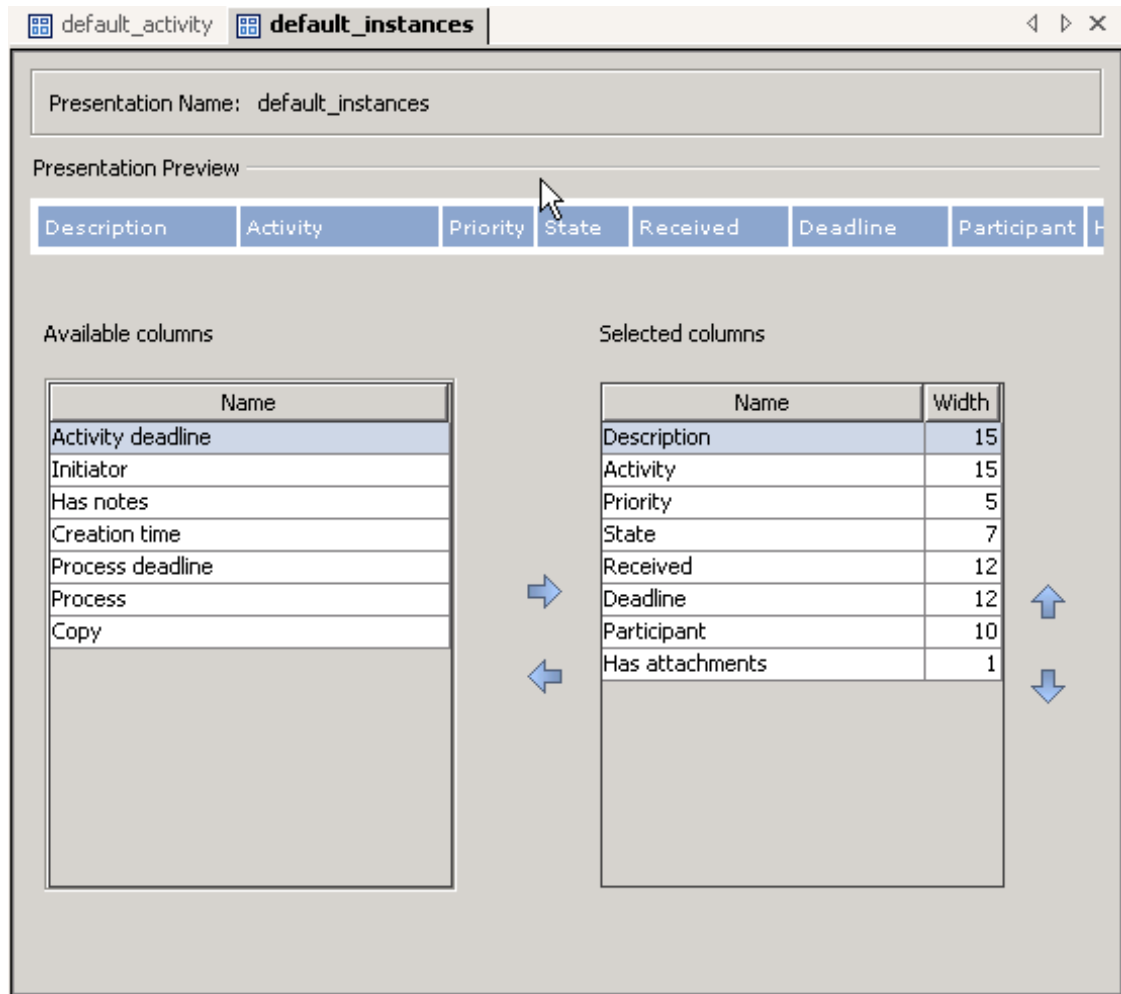 default_activity default_instances
Presentation Name: default_instances
Presentation Preview
Description Activity Priority State Received Deadline Participant H
Available columns Selected columns
Name Name Width
Activity deadline Description 15
Initiator Activity 15
Has notes Priority 5
Creation time State 7
Process deadline Received 12
Process Deadline 12
Copy Participant 10
Has attachments 1